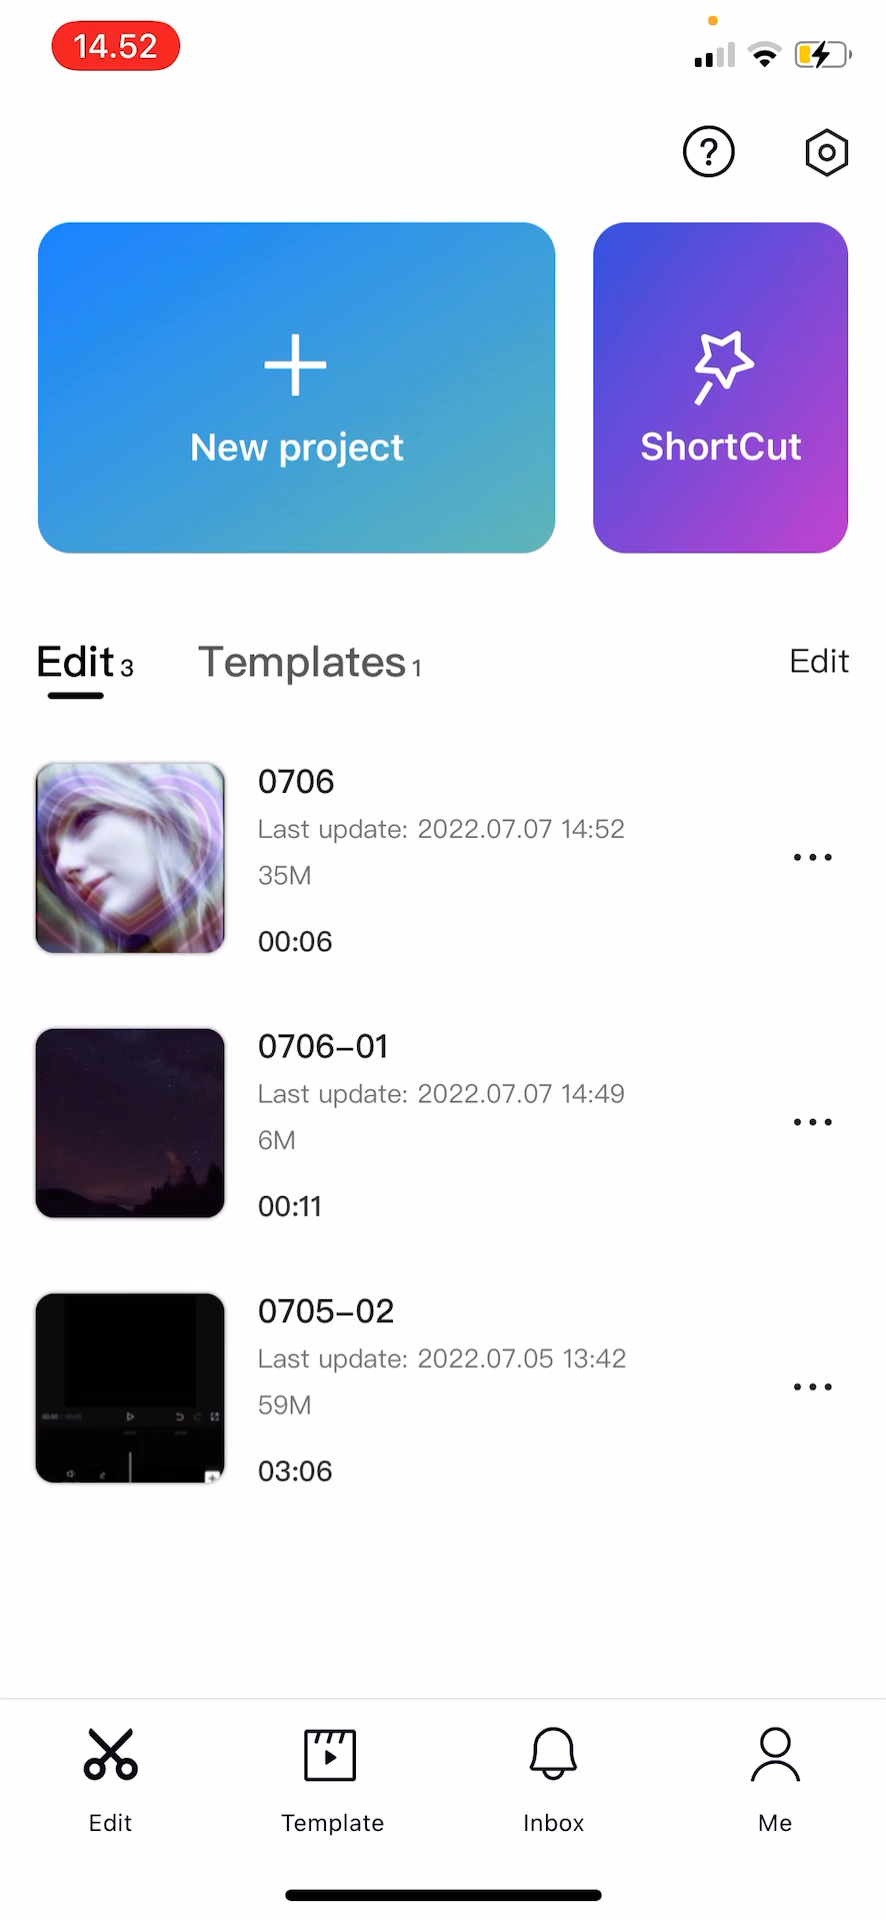 14.52
New project
ShortCut
Edit 3
Templates 1
Edit
0706
Last update: 2022.07.07 14:52
35M
00:06
0706-01
Last update: 2022.07.07 14:49
6M
00:11
0705-02
Last update: 2022.07.05 13:42
59M
03:06
Edit
Template
Inbox
Me